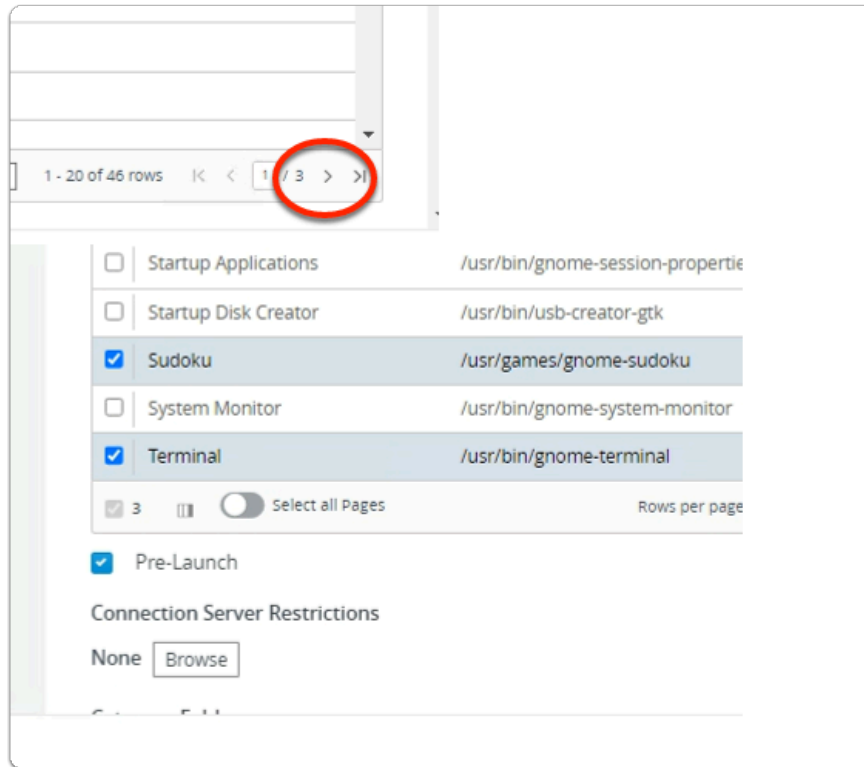 1 - 20 of 46 rows 1 / 3
Startup Applications /usr/bin/gnome-session-propertie
Startup Disk Creator /usr/bin/usb-creator-gtk
Sudoku /usr/games/gnome-sudoku
System Monitor /usr/bin/gnome-system-monitor
Terminal /usr/bin/gnome-terminal
3 Select all Pages Rows per page
Pre-Launch
Connection Server Restrictions
None Browse